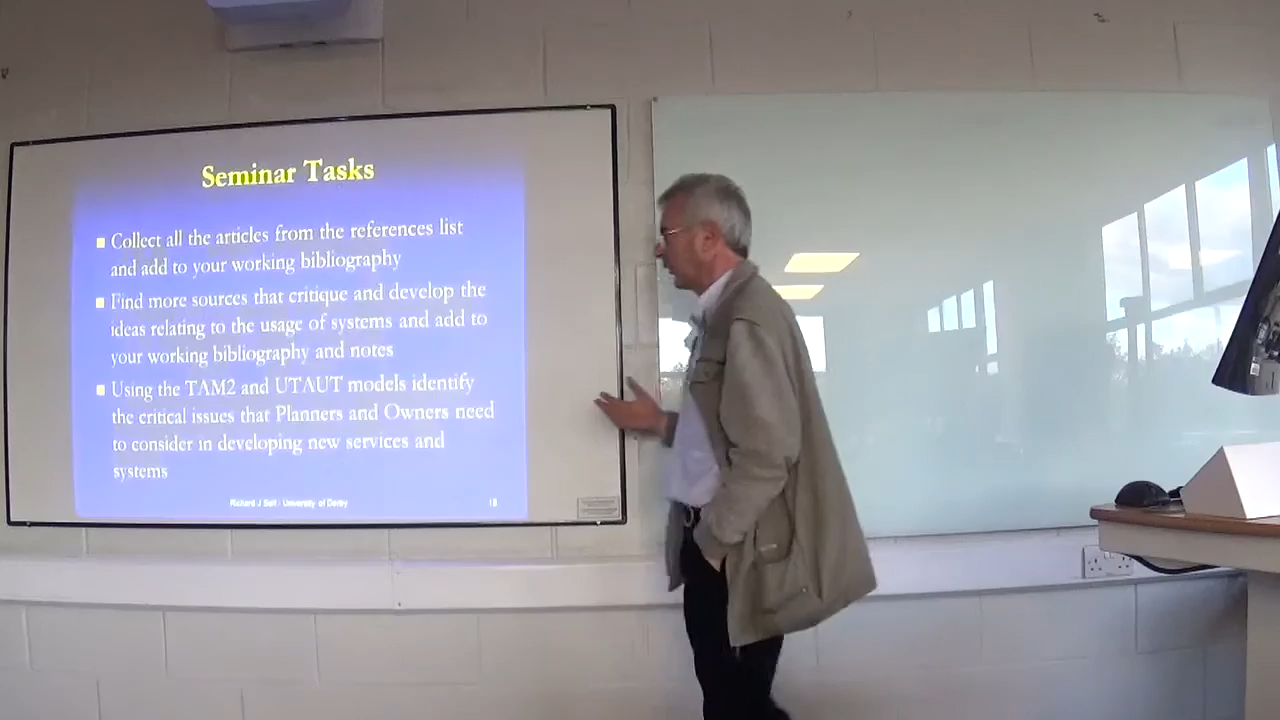 Seminar Tasks
Collect all the articles from the references list
and add to your working bibliography
Find more sources that critique and develop the
ideas relating to the usage of systems and add to
your working bibliography and notes
Using the TAM2 and UTAUT models identify
the critical issues that Planners and Owners need
to consider in developing new services and
systems
Richard J Self - University of Derby
18